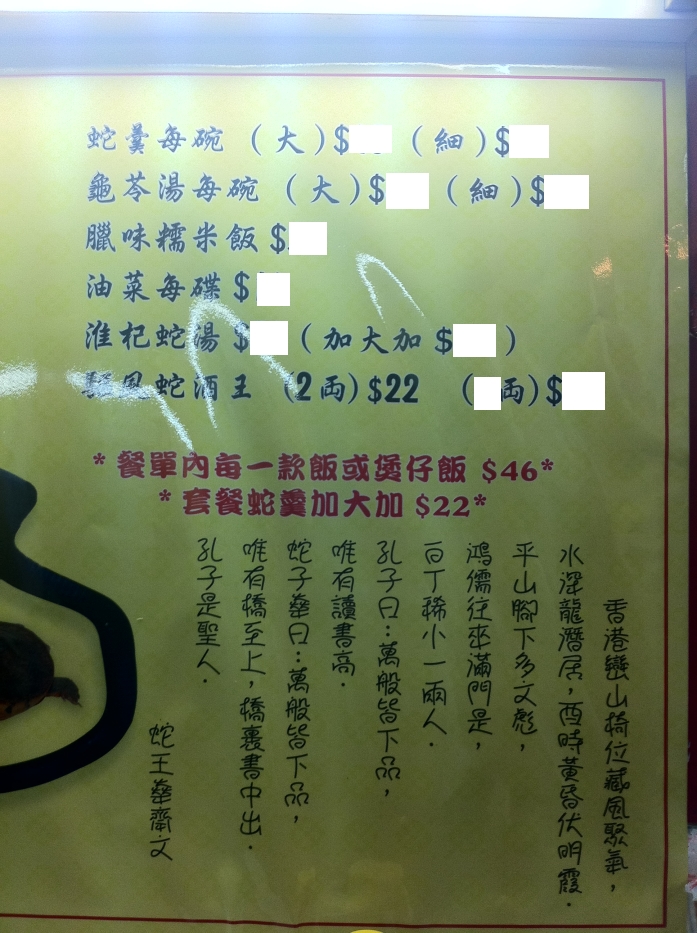 蛇羹每碗 (大)$ (細)$
龜苓湯每碗 (大)$ (細)$
臘味糯米飯 $
油菜每碟 $
淮杞蛇湯 $ (加大加 $ )
風蛇酒王 (2両)$22 ( 両)$
*餐單內每一款飯或煲仔飯 $46*
*套餐蛇羹加大加 $22*
香港巒山椅位藏風聚氣，
水深龍潛居，酉時黃昏伏明霞．
平山腳下多文彪，
鴻儒往來滿門是，
白丁稀小一兩人．
孔子曰：萬般皆下品，
唯有讀書高．
蛇子華曰：萬般皆下品，
唯有橋至上，橋裏書中出．
孔子是聖人．
蛇王華齋文